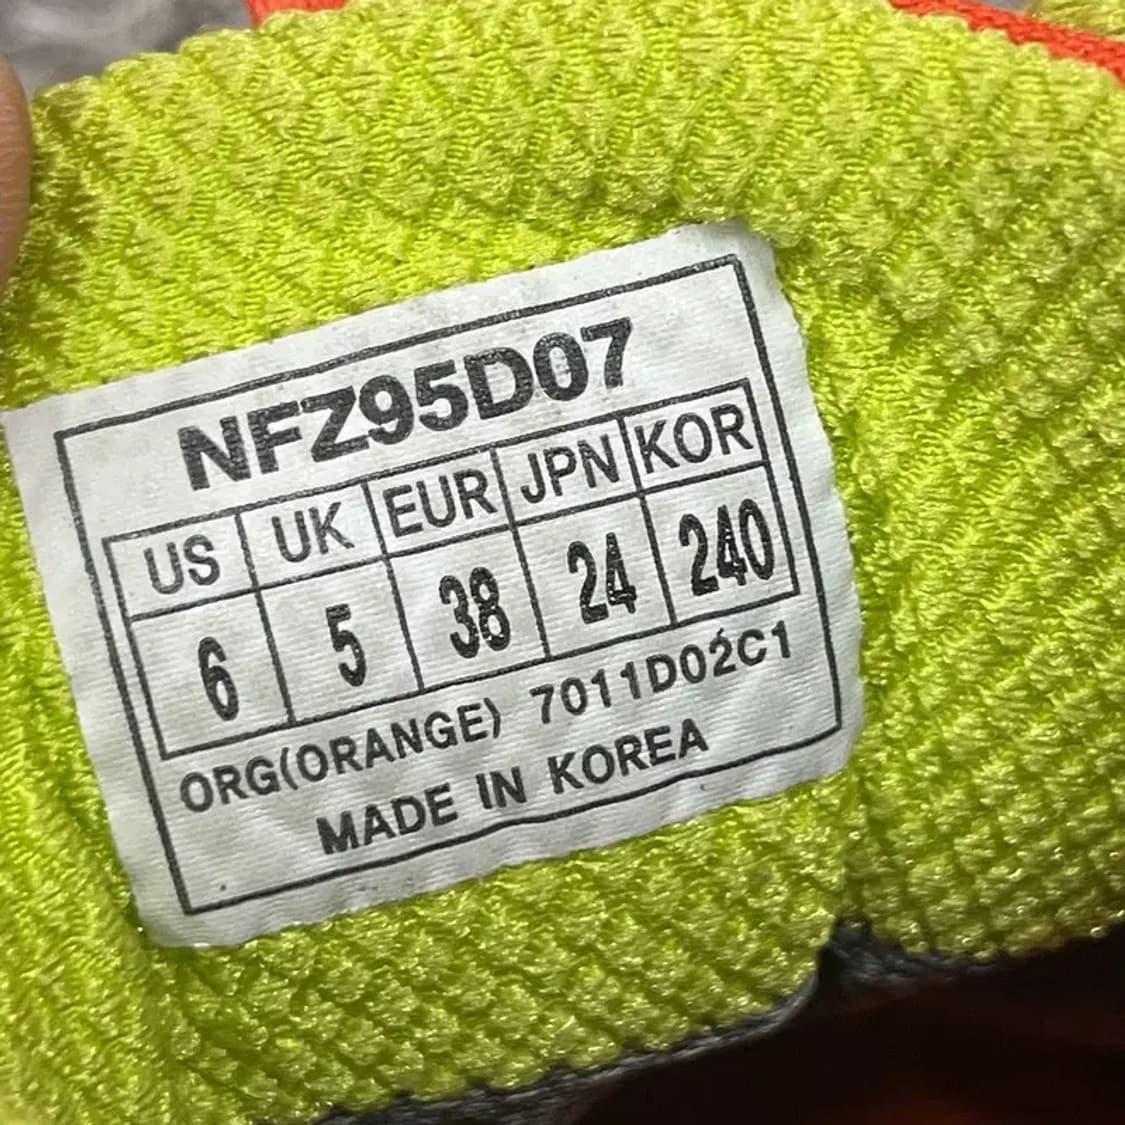 NFZ95D07
US UK EUR JPN KOR
6 5 38 24 240
ORG(ORANGE) 7011D02C1
MADE IN KOREA